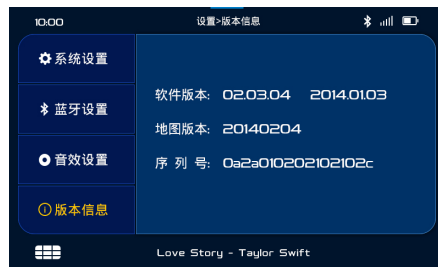 10:00
设置>版本信息
系统设置
蓝牙设置
音效设置
版本信息
软件版本: 02.03.04 2014.01.03
地图版本: 20140204
序列号: 0a2a010202102102c
Love Story - Taylor Swift